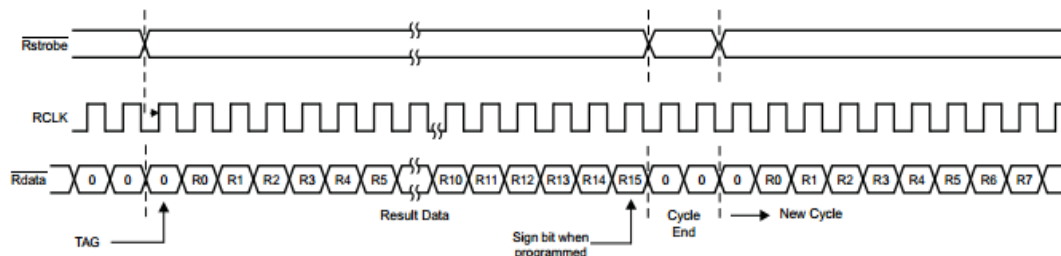 Rstrobe
RCLK
Rdata 0 0 0 R0 R1 R2 R3 R4 R5 R10 R11 R12 R13 R14 R15 0 0 0 R0 R1 R2 R3 R4 R5 R6 R7
TAG
Result Data
Sign bit when
programmed
Cycle
End
New Cycle